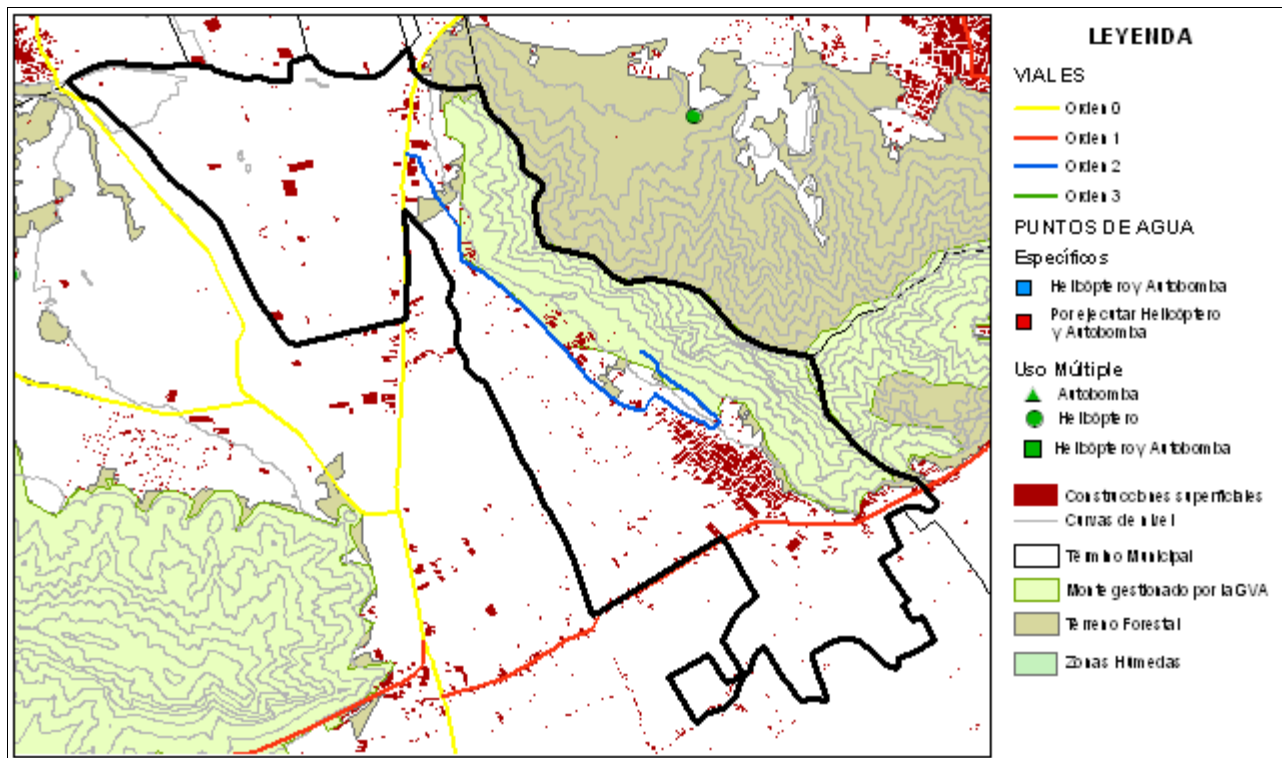 LEYENDA
VIALES
Orden 0
Orden 1
Orden 2
Orden 3
PUNTOS DE AGUA
Específicos
Helicóptero y Autobomba
Por ejecutar Helicóptero
y Autobomba
Uso Múltiple
Autobomba
Helicóptero
Helicóptero y Autobomba
Construcciones superficiales
Curvas de nivel
Término Municipal
Monte gestionado por la GVA
Terreno Forestal
Zonas Húmedas